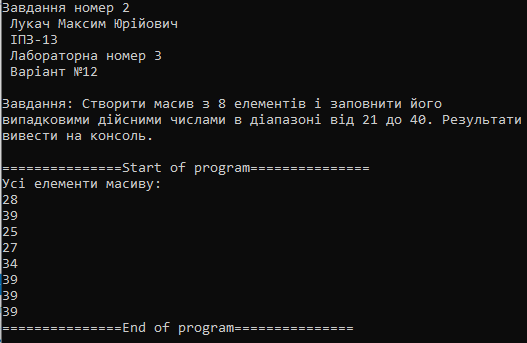 Завдання номер 2
Лукач Максим Юрійович
ІПЗ-13
Лабораторна номер 3
Варіант №12
Завдання: Створити масив з 8 елементів і заповнити його
випадковими дійсними числами в діапазоні від 21 до 40. Результати
вивести на консоль.
===============Start of program===============
Усі елементи масиву:
28
39
25
27
34
39
39
39
===============End of program===============